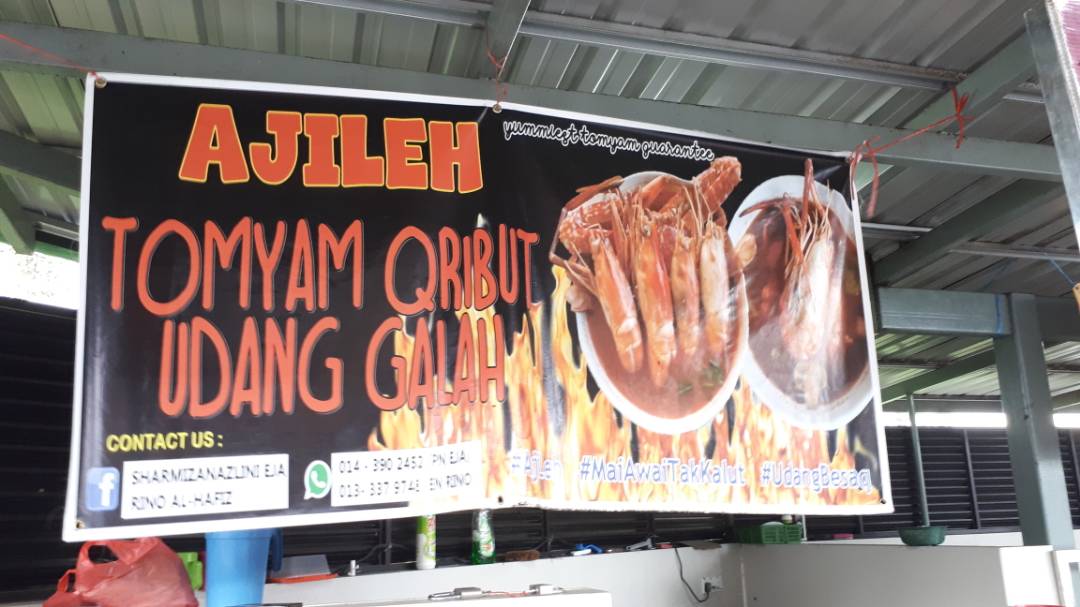 AJILEH
yummiest tomyam guarantee
TOMYAM QRIBUT
UDANG GALAH
CONTACT US :
SHARMIZANAZLINI EJA
RINO AL-HAFIZ
014 - 390 2452 PN EJA
013- 337 9748 EN RINO
#AjiLeh #MaiAwaiTakKalut #UdangBesaq